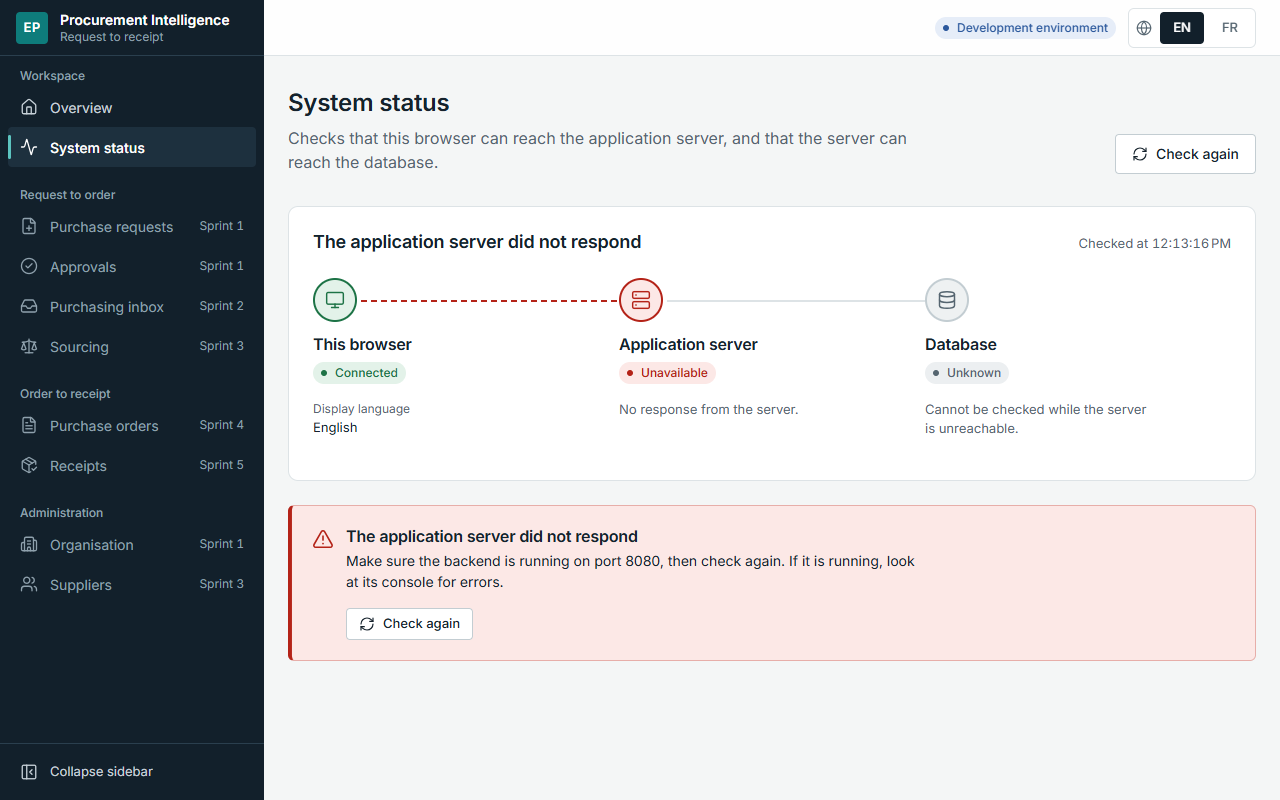 EP
Procurement Intelligence
Request to receipt
Development environment
EN
FR
Workspace
Overview
System status
Request to order
Purchase requests Sprint 1
Approvals Sprint 1
Purchasing inbox Sprint 2
Sourcing Sprint 3
Order to receipt
Purchase orders Sprint 4
Receipts Sprint 5
Administration
Organisation Sprint 1
Suppliers Sprint 3
Collapse sidebar
System status
Checks that this browser can reach the application server, and that the server can
reach the database.
Check again
The application server did not respond
Checked at 12:13:16 PM
This browser
Connected
Display language
English
Application server
Unavailable
No response from the server.
Database
Unknown
Cannot be checked while the server
is unreachable.
The application server did not respond
Make sure the backend is running on port 8080, then check again. If it is running, look
at its console for errors.
Check again